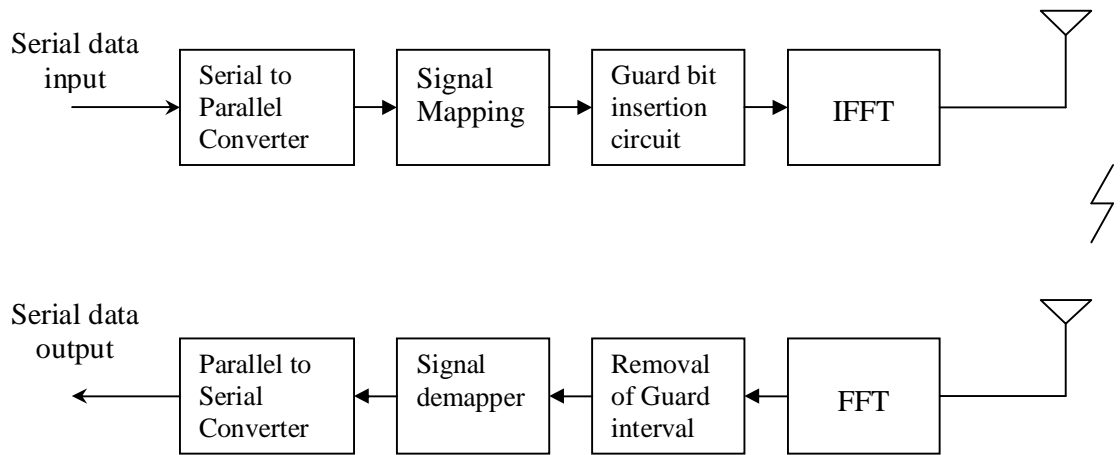 Serial data
input
Serial to
Parallel
Converter
Signal
Mapping
Guard bit
insertion
circuit
IFFT
Serial data
output
Parallel to
Serial
Converter
Signal
demapper
Removal
of Guard
interval
FFT